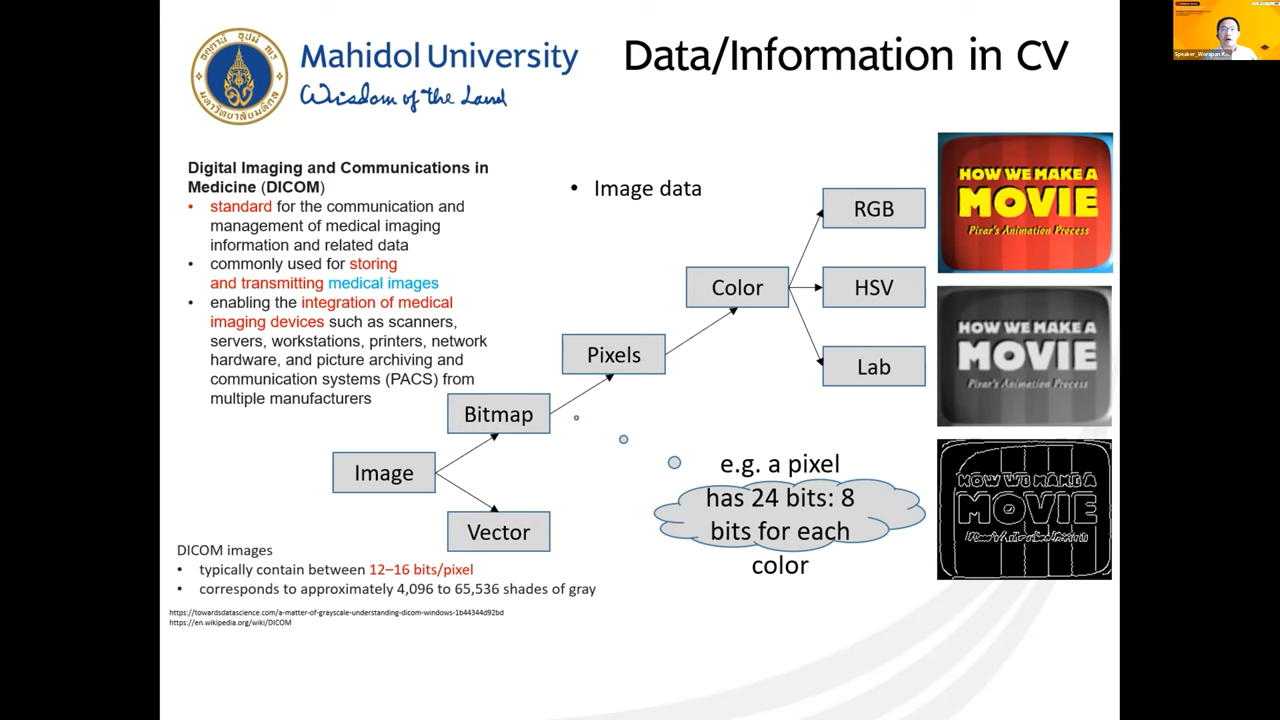 Mahidol University
Wisdom of the Land
Data/Information in CV
Digital Imaging and Communications in
Medicine (DICOM)
• standard for the communication and
management of medical imaging
information and related data
• commonly used for storing
and transmitting medical images
• enabling the integration of medical
imaging devices such as scanners,
servers, workstations, printers, network
hardware, and picture archiving and
communication systems (PACS) from
multiple manufacturers
• Image data
Image
Bitmap
Vector
Pixels
Color
RGB
HSV
Lab
e.g. a pixel
has 24 bits: 8
bits for each
color
HOW WE MAKE A
MOVIE
Pixar's Animation Process
HOW WE MAKE A
MOVIE
Pixar's Animation Process
HOW WE MAKE A
MOVIE
DICOM images
• typically contain between 12–16 bits/pixel
• corresponds to approximately 4,096 to 65,536 shades of gray
https://towardsdatascience.com/a-matter-of-grayscale-understanding-dicom-windows-1b44344d92bd
https://en.wikipedia.org/wiki/DICOM